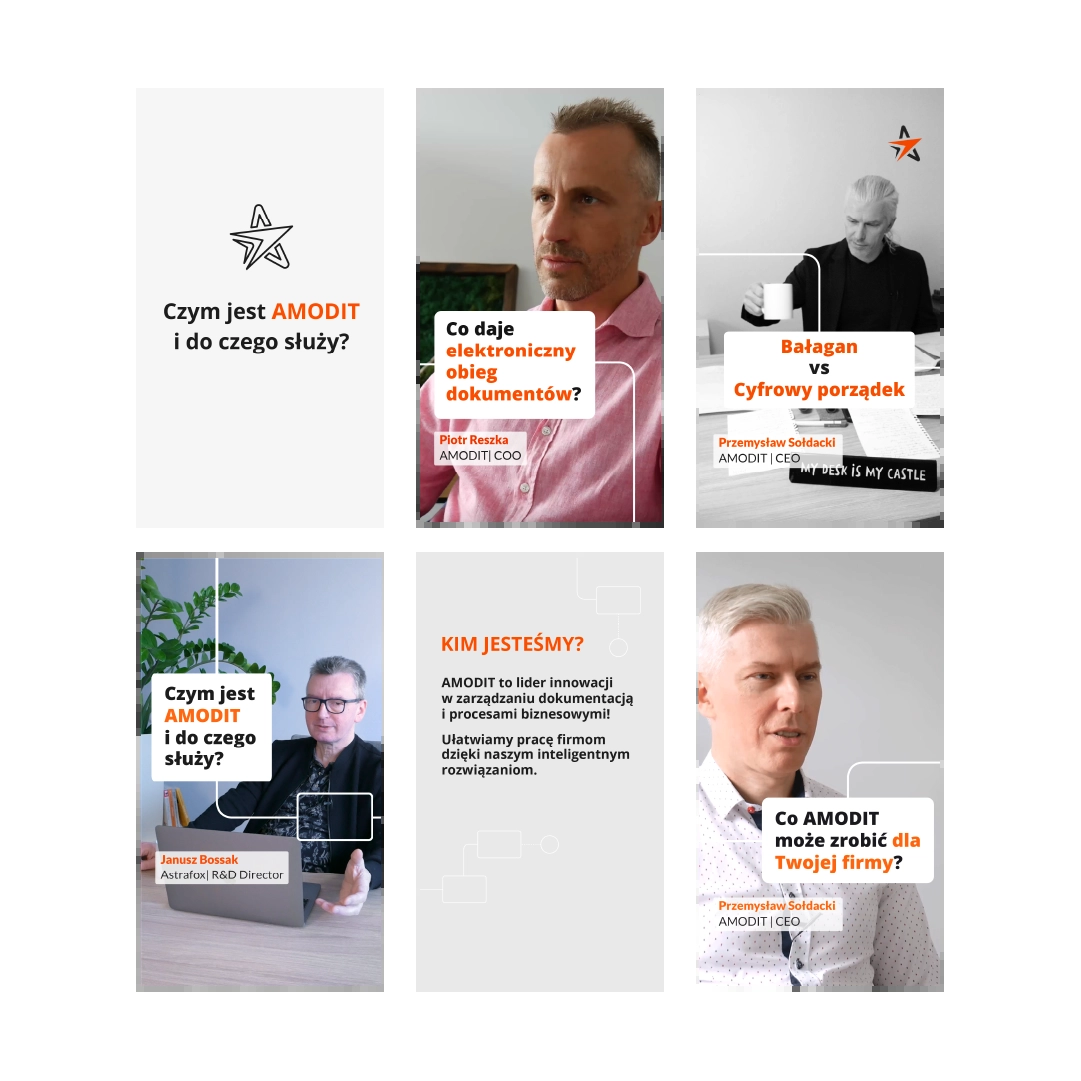 Czym jest AMODIT
i do czego służy?
Co daje
elektroniczny
obieg
dokumentów?
Piotr Reszka
AMODIT| COO
Bałagan
vs
Cyfrowy porządek
Przemysław Sołdacki
AMODIT | CEO
MY DESK iS MY CASTLE
Czym jest
AMODIT
i do czego
służy?
Janusz Bossak
Astrafox| R&D Director
KIM JESTEŚMY?
AMODIT to lider innowacji
w zarządzaniu dokumentacją
i procesami biznesowymi!
Ułatwiamy pracę firmom
dzięki naszym inteligentnym
rozwiązaniom.
Co AMODIT
może zrobić dla
Twojej firmy?
Przemysław Sołdacki
AMODIT | CEO